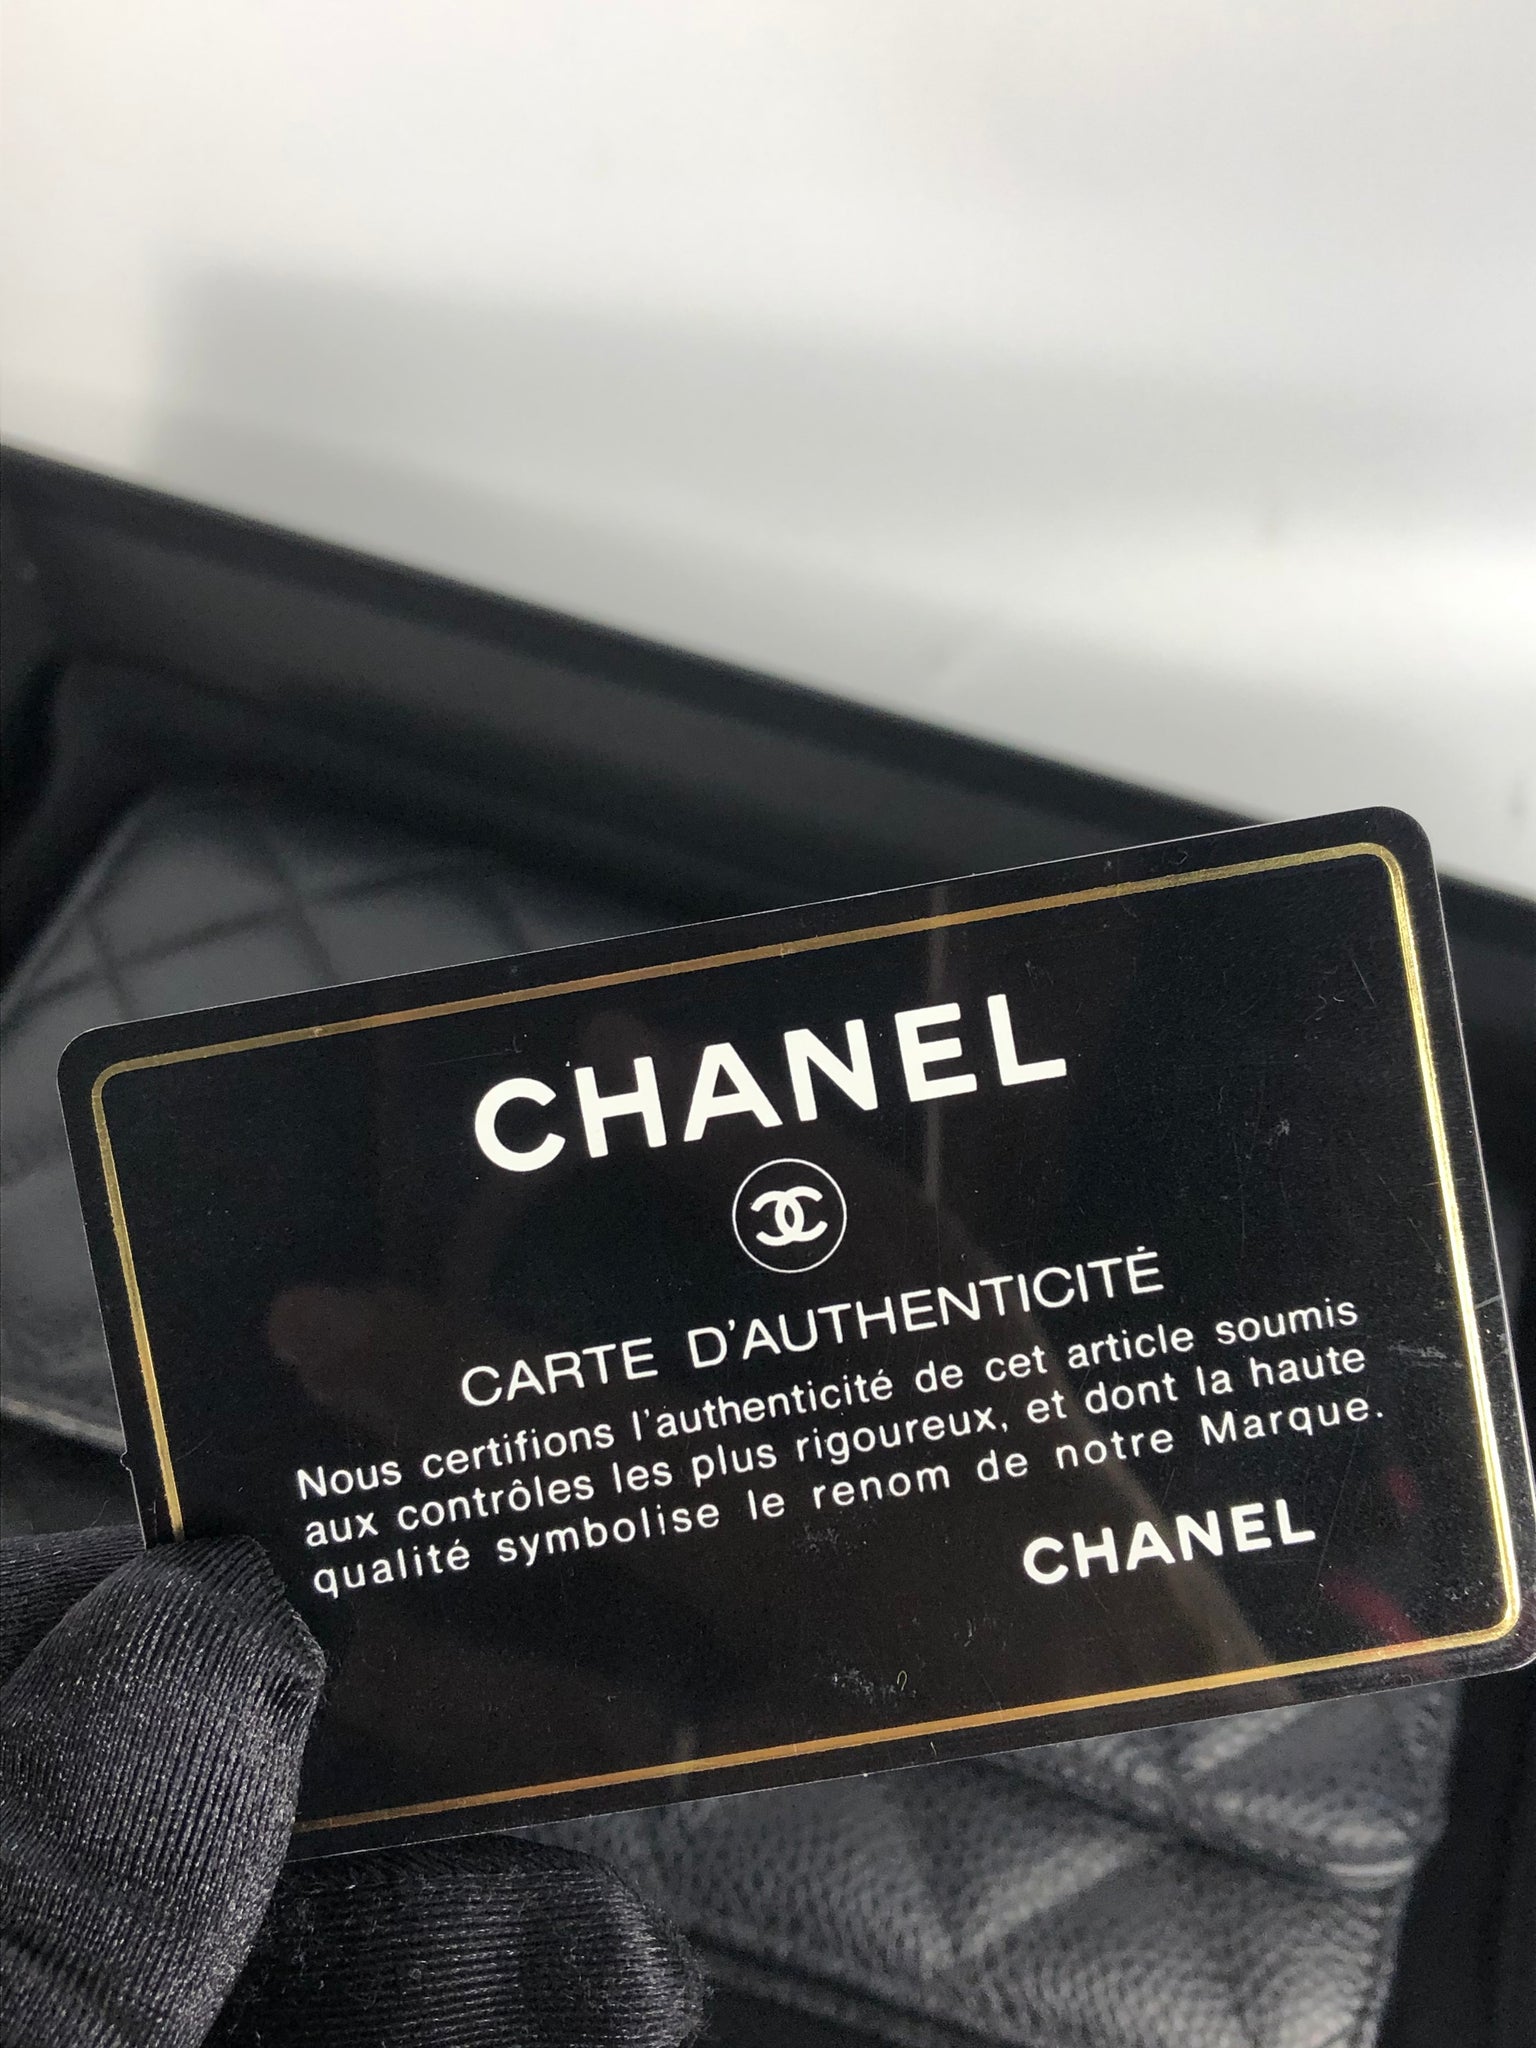 CHANEL
CARTE D'AUTHENTICITÉ
Nous certifions l'authenticité de cet article soumis
aux contrôles les plus rigoureux, et dont la haute
qualité symbolise le renom de notre Marque.
CHANEL